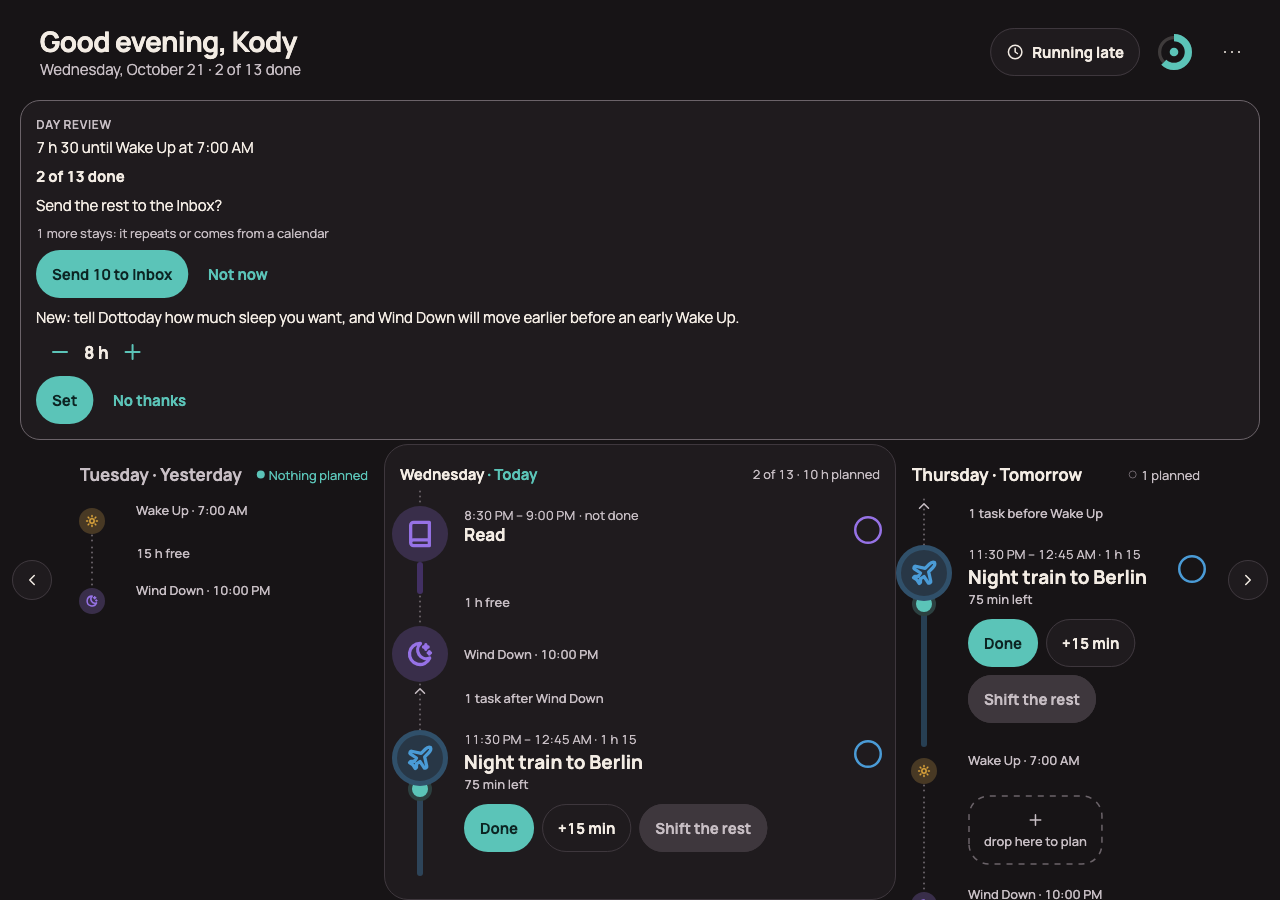 Good evening, Kody
Wednesday, October 21 · 2 of 13 done
Running late
DAY REVIEW
7 h 30 until Wake Up at 7:00 AM
2 of 13 done
Send the rest to the Inbox?
1 more stays: it repeats or comes from a calendar
Send 10 to Inbox
Not now
New: tell Dottoday how much sleep you want, and Wind Down will move earlier before an early Wake Up.
8 h
Set
No thanks
Tuesday · Yesterday
Nothing planned
Wake Up · 7:00 AM
15 h free
Wind Down · 10:00 PM
Wednesday · Today
2 of 13 · 10 h planned
8:30 PM – 9:00 PM · not done
Read
1 h free
Wind Down · 10:00 PM
1 task after Wind Down
11:30 PM – 12:45 AM · 1 h 15
Night train to Berlin
75 min left
Done
+15 min
Shift the rest
Thursday · Tomorrow
1 planned
1 task before Wake Up
11:30 PM – 12:45 AM · 1 h 15
Night train to Berlin
75 min left
Done
+15 min
Shift the rest
Wake Up · 7:00 AM
drop here to plan
Wind Down · 10:00 PM